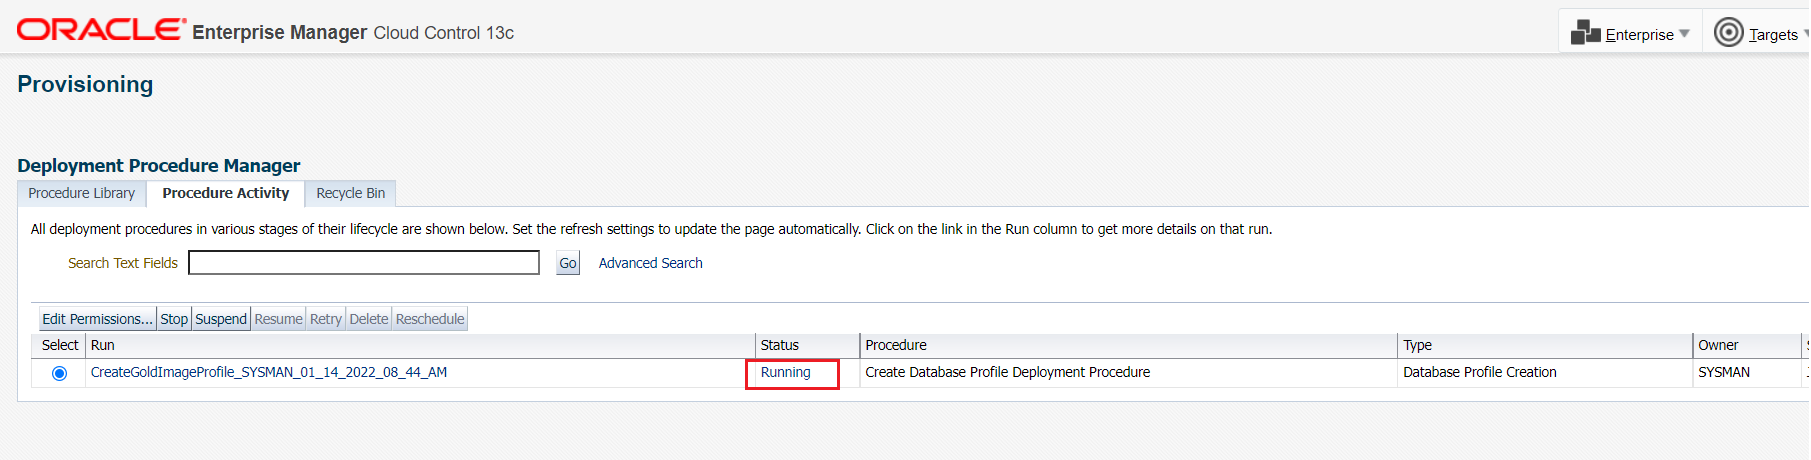 ORACLE Enterprise Manager Cloud Control 13c
Enterprise Targets
Provisioning
Deployment Procedure Manager
Procedure Library Procedure Activity Recycle Bin
All deployment procedures in various stages of their lifecycle are shown below. Set the refresh settings to update the page automatically. Click on the link in the Run column to get more details on that run.
Search Text Fields Go Advanced Search
Edit Permissions... Stop Suspend Resume Retry Delete Reschedule
Select Run Status Procedure Type Owner
CreateGoldImageProfile_SYSMAN_01_14_2022_08_44_AM Running Create Database Profile Deployment Procedure Database Profile Creation SYSMAN